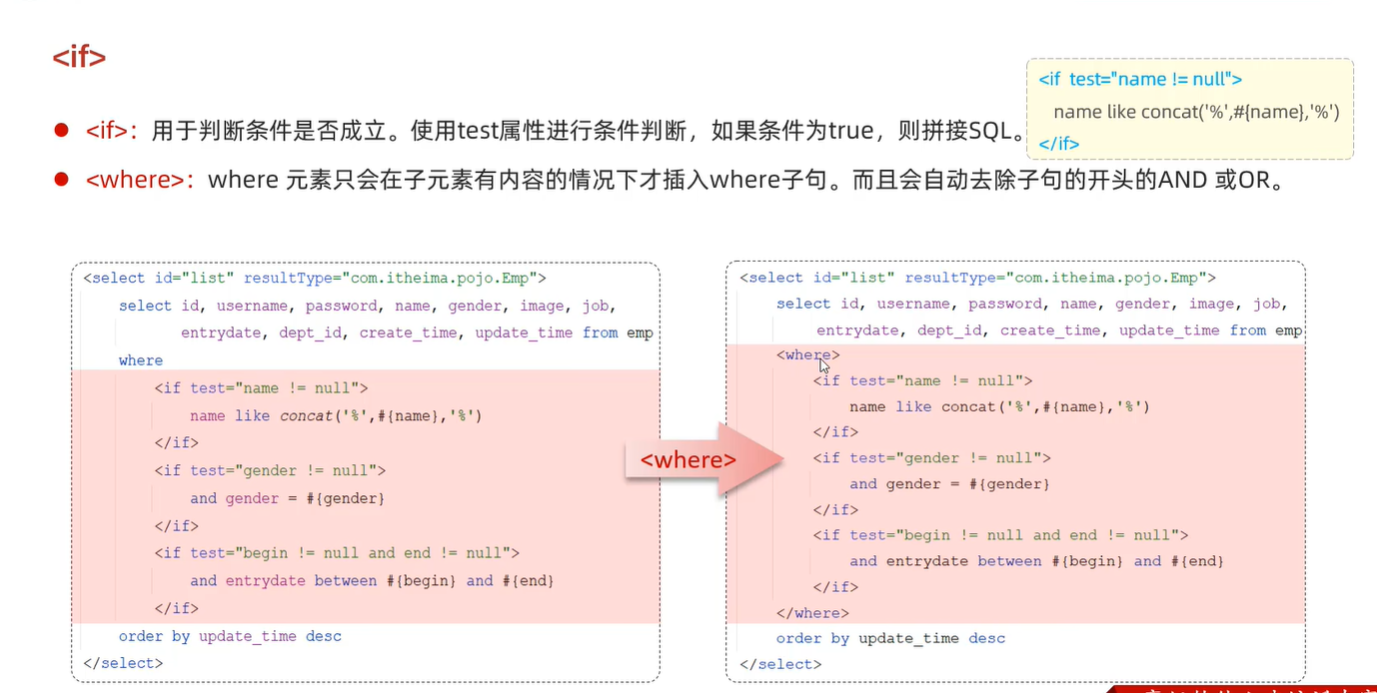 <if>
<if>：用于判断条件是否成立。使用test属性进行条件判断，如果条件为true，则拼接SQL。
<if test="name != null">
name like concat('%',#{name},'%')
</if>
<where>：where 元素只会在子元素有内容的情况下才插入where子句。而且会自动去除子句的开头的AND 或OR。
<select id="list" resultType="com.itheima.pojo.Emp">
select id, username, password, name, gender, image, job,
entrydate, dept_id, create_time, update_time from emp
where
<if test="name != null">
name like concat('%',#{name},'%')
</if>
<if test="gender != null">
and gender = #{gender}
</if>
<if test="begin != null and end != null">
and entrydate between #{begin} and #{end}
</if>
order by update_time desc
</select>
<where>
<select id="list" resultType="com.itheima.pojo.Emp">
select id, username, password, name, gender, image, job,
entrydate, dept_id, create_time, update_time from emp
<where>
<if test="name != null">
name like concat('%',#{name},'%')
</if>
<if test="gender != null">
and gender = #{gender}
</if>
<if test="begin != null and end != null">
and entrydate between #{begin} and #{end}
</if>
</where>
order by update_time desc
</select>